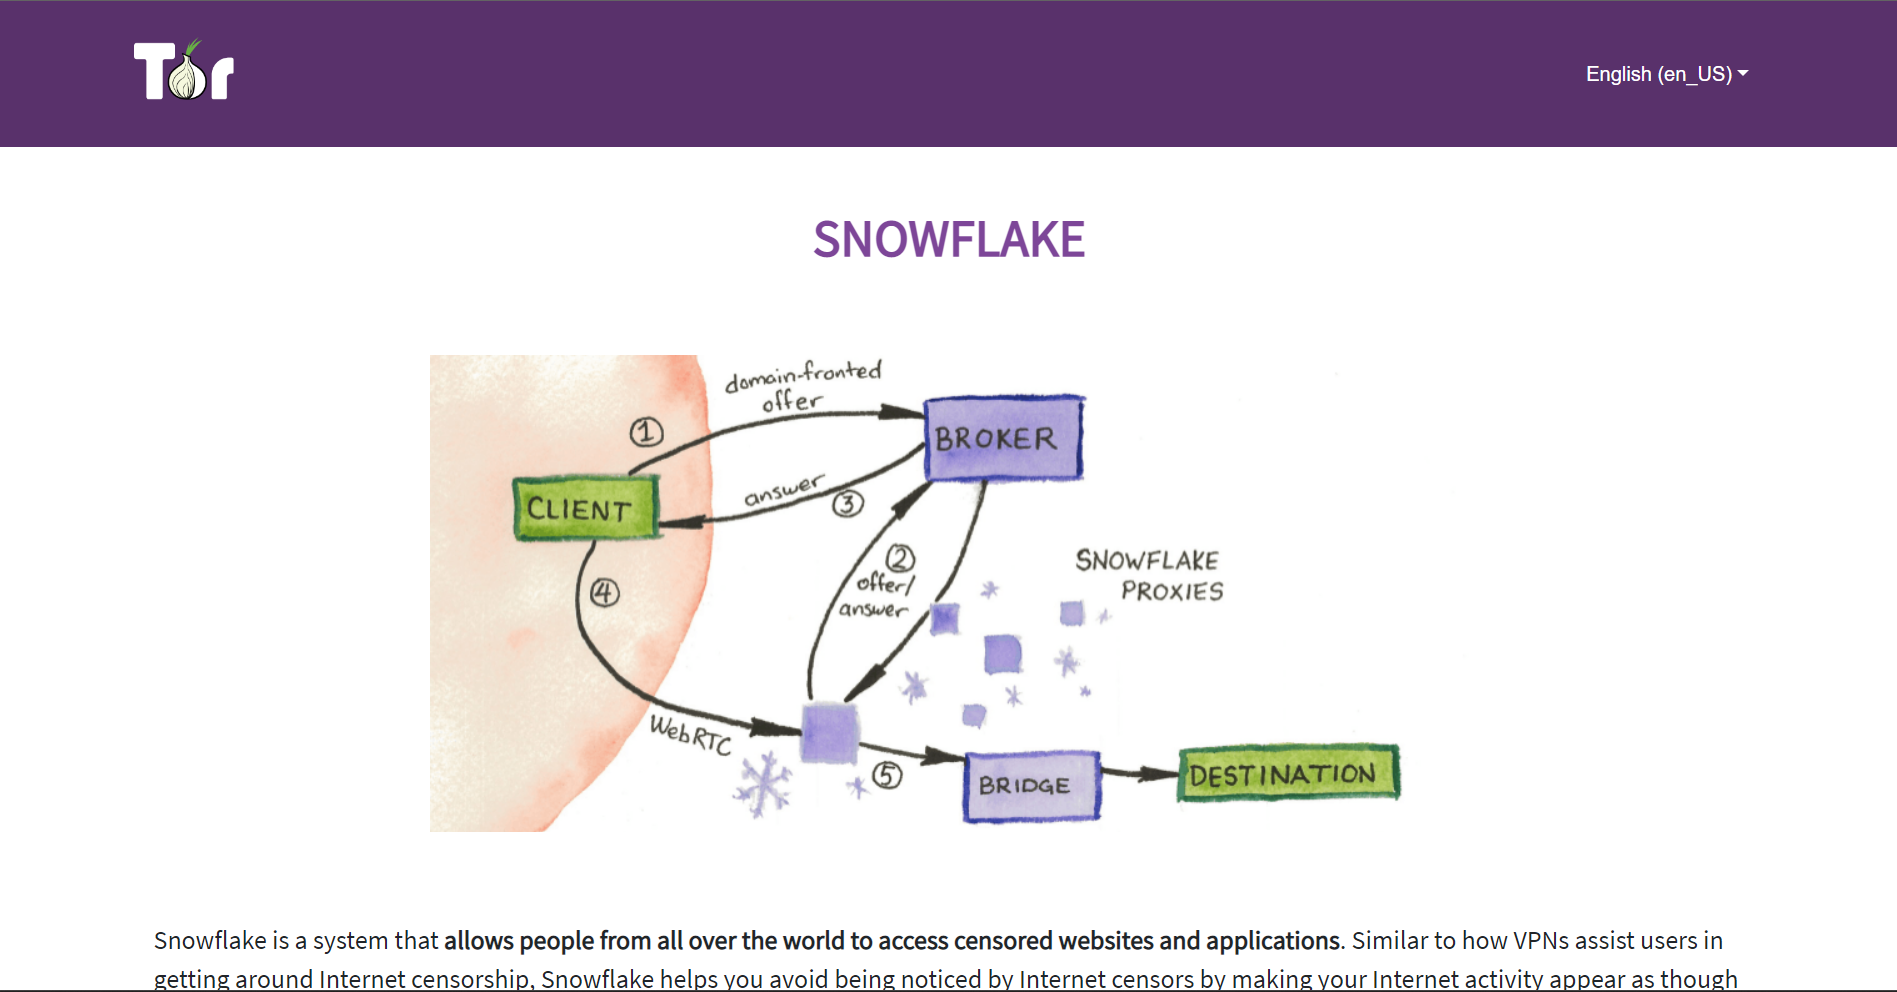 Tor
English (en_US)
SNOWFLAKE
domain-fronted
offer
1
BROKER
answer
3
CLIENT
2
offer/
answer
SNOWFLAKE
PROXIES
4
WebRTC
5
BRIDGE
DESTINATION
Snowflake is a system that allows people from all over the world to access censored websites and applications. Similar to how VPNs assist users in
getting around Internet censorship, Snowflake helps you avoid being noticed by Internet censors by making your Internet activity appear as though